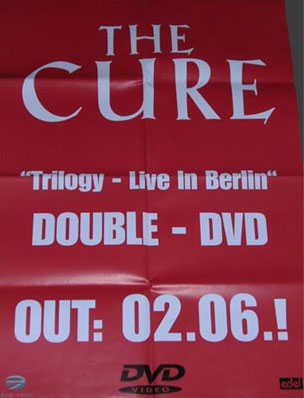 THE
CURE
“Trilogy - Live In Berlin“
DOUBLE - DVD
OUT: 02.06.!
DVD
VIDEO
edel